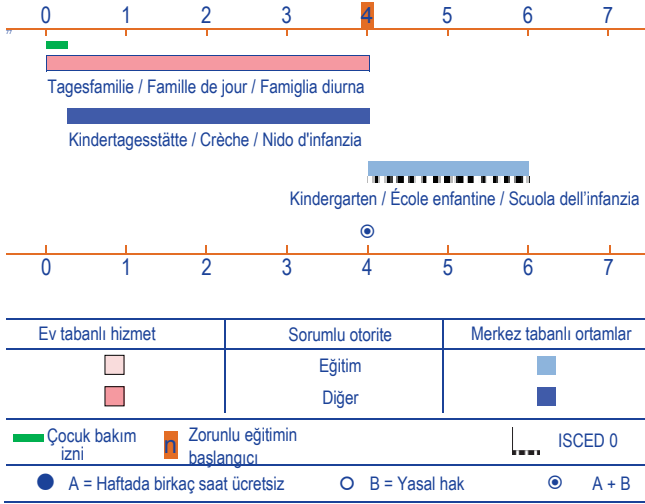 0 1 2 3 4 5 6 7
Tagesfamilie / Famille de jour / Famiglia diurna
Kindertagesstätte / Crèche / Nido d'infanzia
Kindergarten / École enfantine / Scuola dell’infanzia
0 1 2 3 4 5 6 7
Ev tabanlı hizmet Sorumlu otorite Merkez tabanlı ortamlar
Eğitim
Diğer
Çocuk bakım izni
n Zorunlu eğitimin başlangıcı
ISCED 0
A = Haftada birkaç saat ücretsiz B = Yasal hak A + B